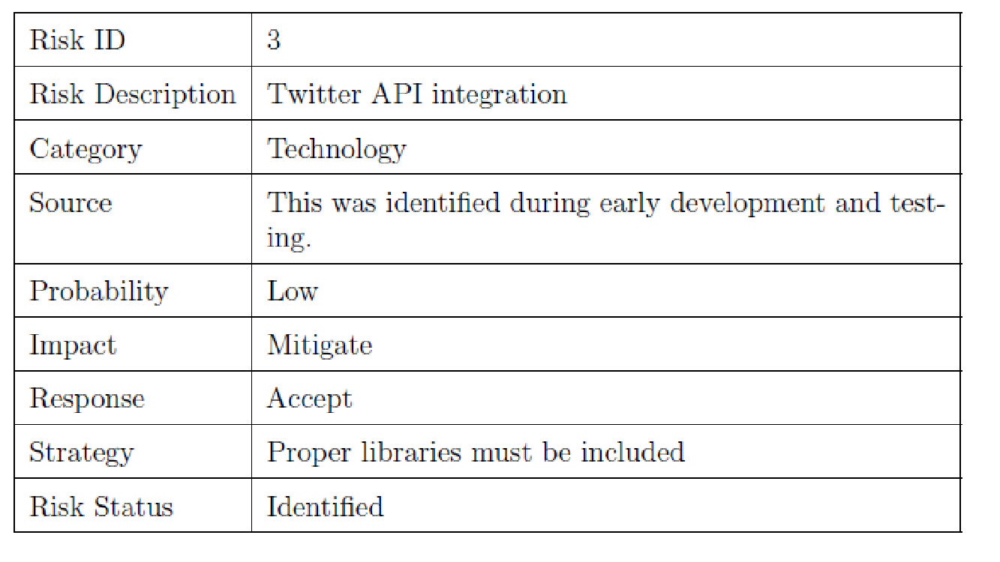 Risk ID 3
Risk Description Twitter API integration
Category Technology
Source This was identified during early development and test-
ing.
Probability Low
Impact Mitigate
Response Accept
Strategy Proper libraries must be included
Risk Status Identified